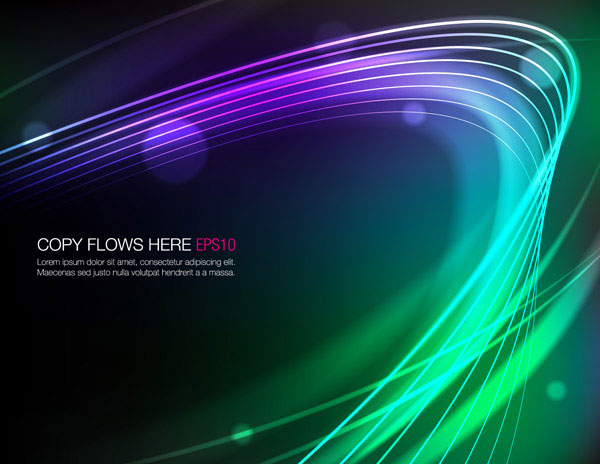 COPY FLOWS HERE EPS10
Lorem ipsum dolor sit amet, consectetur adipiscing elit.
Maecenas sed justo nulla volutpat hendrerit a a massa.